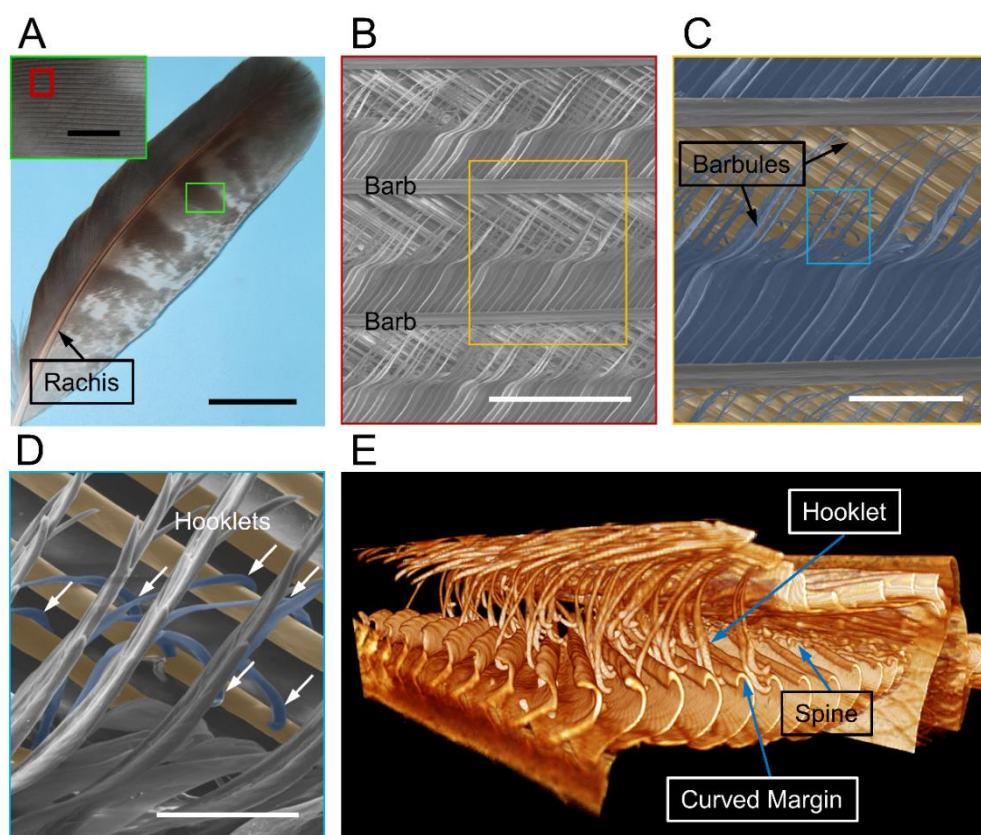 A
B
C
Rachis
Barb
Barb
Barbules
D
E
Hooklets
Hooklet
Spine
Curved Margin